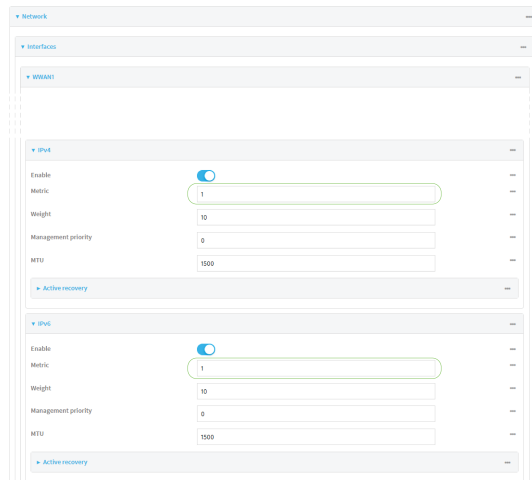 ▼ Network
▼ Interfaces
▼ WWAN1
▼ IPv4
Enable
Metric 1
Weight 10
Management priority 0
MTU 1500
► Active recovery
▼ IPv6
Enable
Metric 1
Weight 10
Management priority 0
MTU 1500
► Active recovery